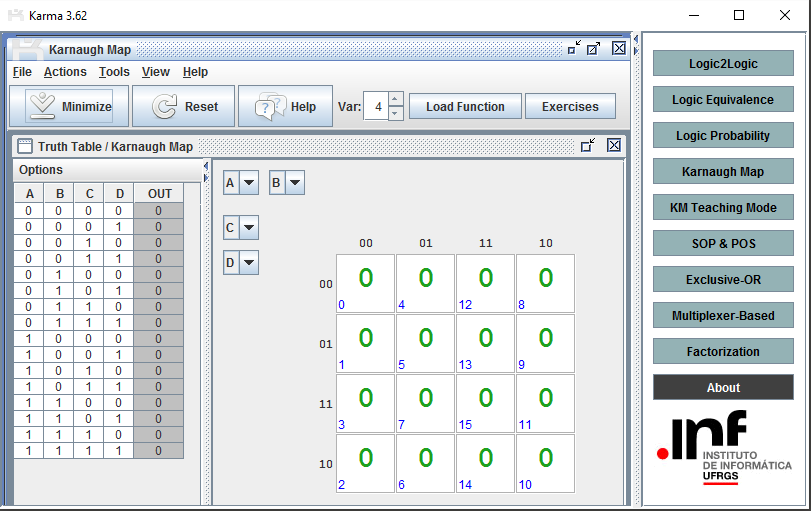 Karma 3.62
Karnaugh Map
File Actions Tools View Help
Minimize Reset Help Var: 4 Load Function Exercises
Truth Table / Karnaugh Map
Options
A B C D OUT
0 0 0 0 0
0 0 0 1 0
0 0 1 0 0
0 0 1 1 0
0 1 0 0 0
0 1 0 1 0
0 1 1 0 0
0 1 1 1 0
1 0 0 0 0
1 0 0 1 0
1 0 1 0 0
1 0 1 1 0
1 1 0 0 0
1 1 0 1 0
1 1 1 0 0
1 1 1 1 0
A B
C
D
00 01 11 10
00 0 0 0 0
0 4 12 8
01 0 0 0 0
1 5 13 9
11 0 0 0 0
3 7 15 11
10 0 0 0 0
2 6 14 10
Logic2Logic
Logic Equivalence
Logic Probability
Karnaugh Map
KM Teaching Mode
SOP & POS
Exclusive-OR
Multiplexer-Based
Factorization
About
.inf
INSTITUTO
DE INFORMÁTICA
UFRGS